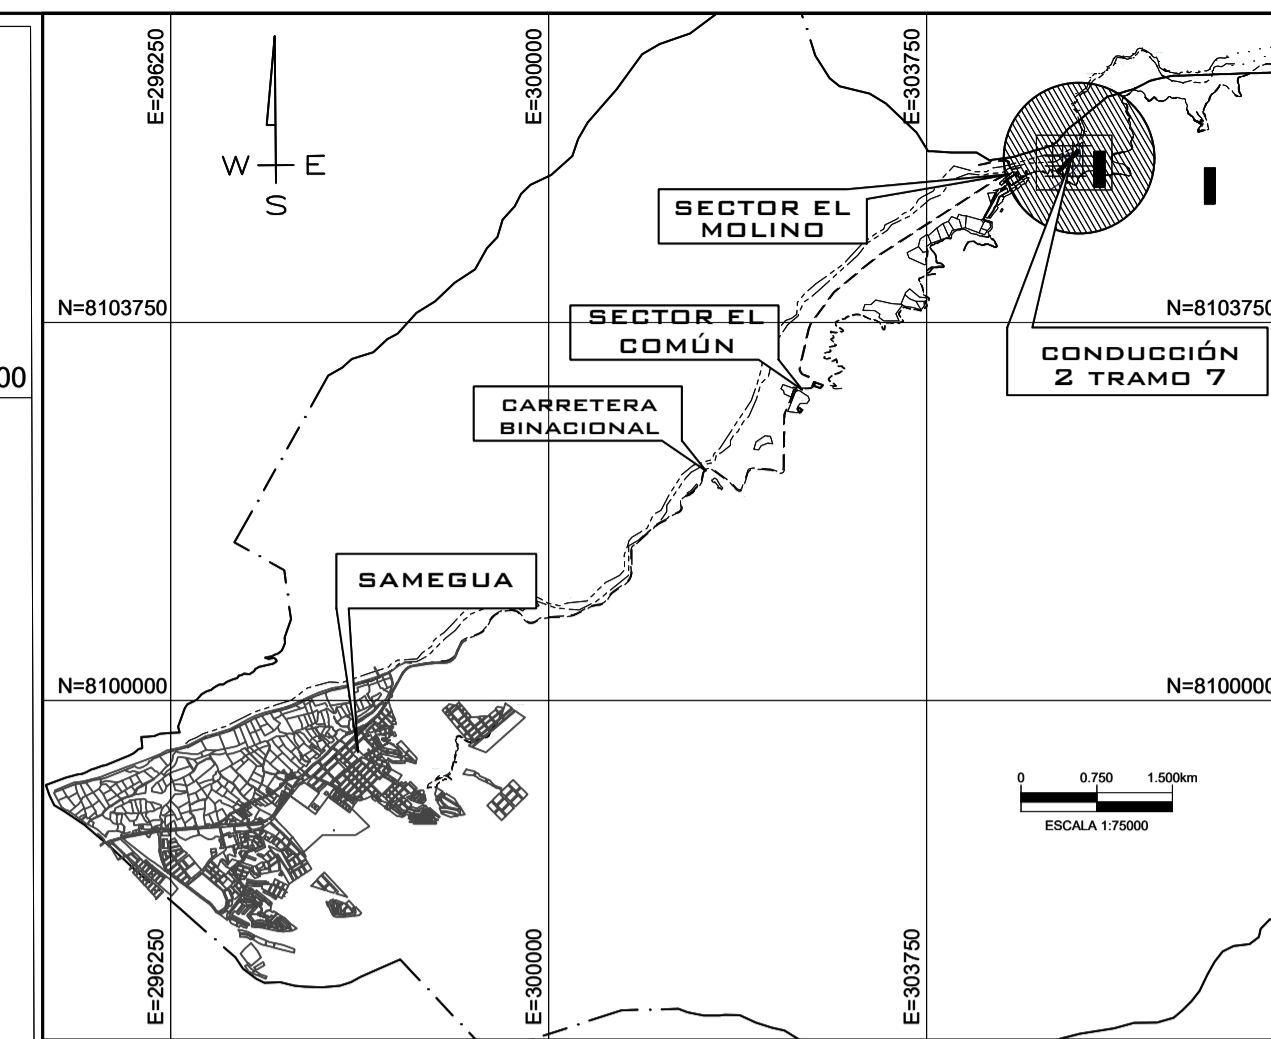 E=296250
E=300000
E=303750
W E
S
SECTOR EL
MOLINO
N=8103750
N=8103750
SECTOR EL
COMÚN
CONDUCCIÓN
2 TRAMO 7
00
CARRETERA
BINACIONAL
SAMEGUA
N=8100000
N=8100000
0 0.750 1.500km
ESCALA 1:75000
E=296250
E=300000
E=303750